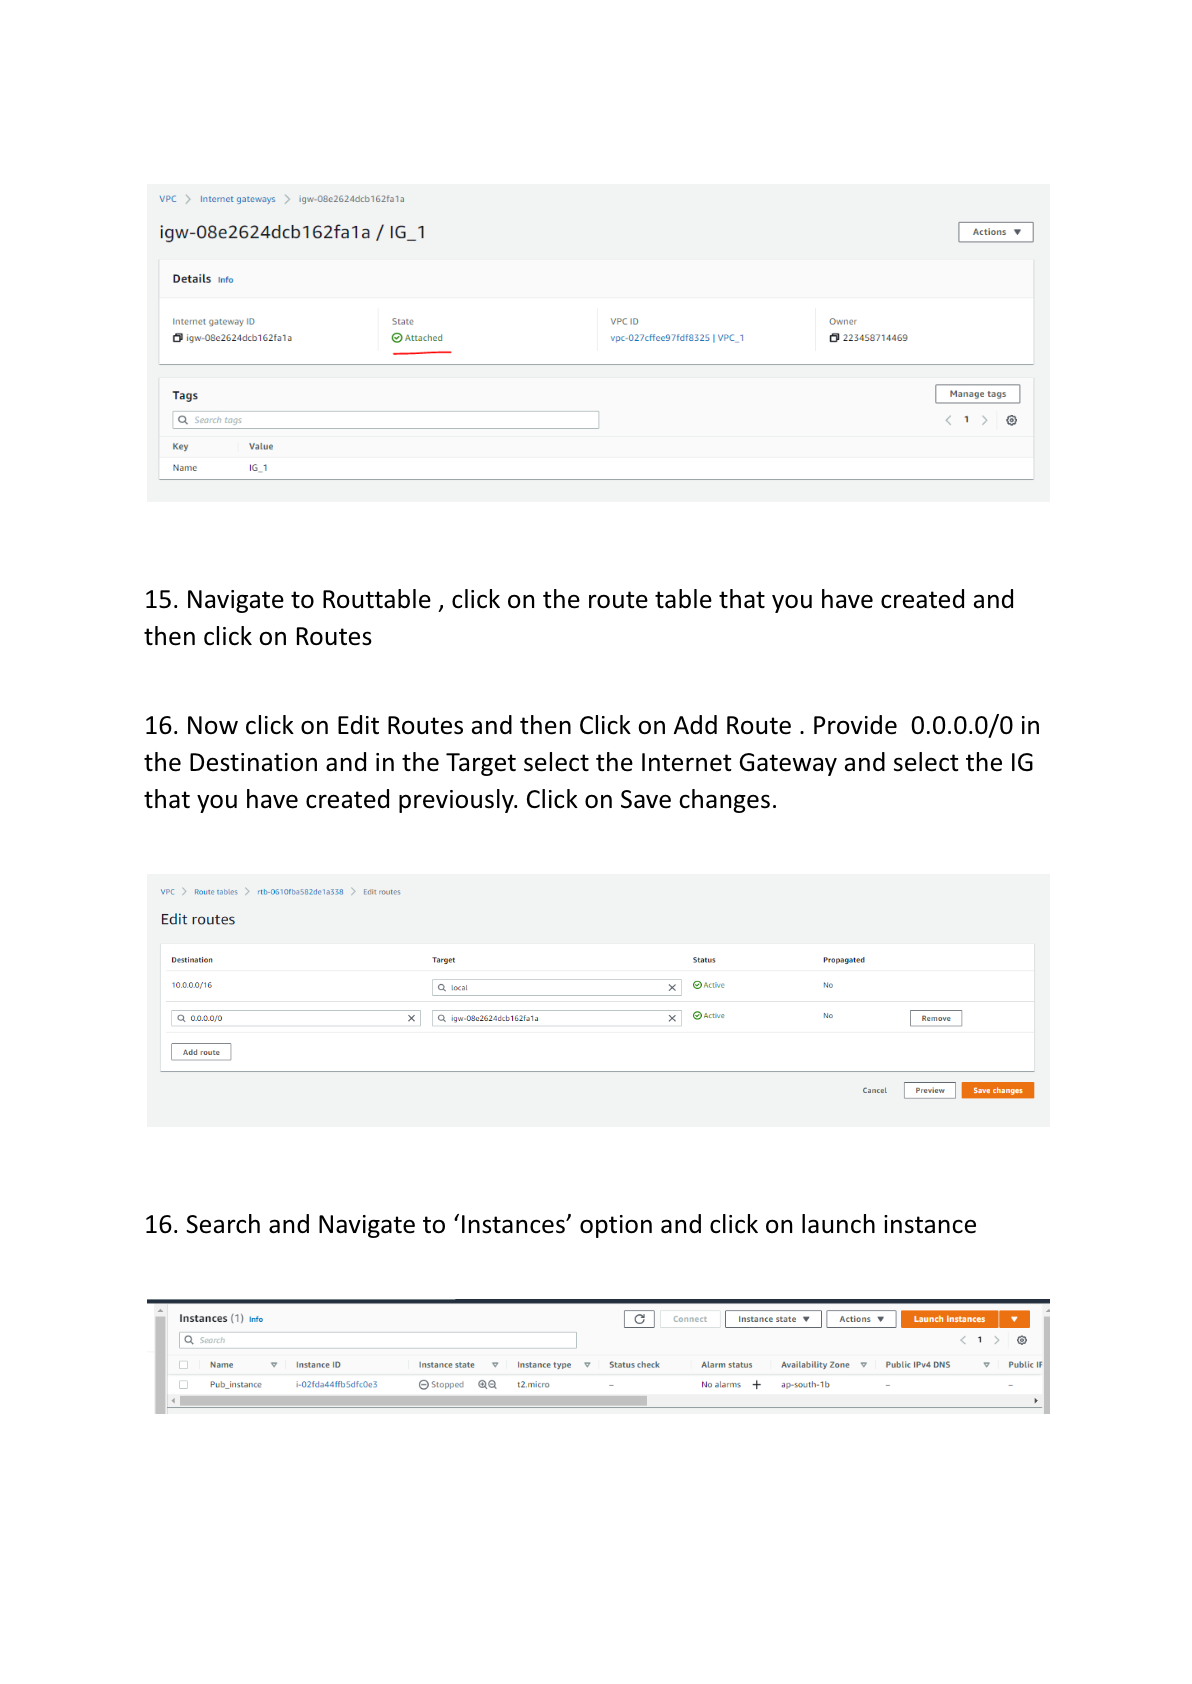 VPC > Internet gateways > igw-08e2624dcb162fa1a
igw-08e2624dcb162fa1a / IG_1
Actions ▼
Details Info
Internet gateway ID State VPC ID Owner
igw-08e2624dcb162fa1a Attached vpc-027cffee97fdf8325 | VPC_1 223458714469
Tags
Manage tags
Search tags
< 1 >
Key Value
Name IG_1
15. Navigate to Routtable , click on the route table that you have created and
then click on Routes
16. Now click on Edit Routes and then Click on Add Route . Provide  0.0.0.0/0 in
the Destination and in the Target select the Internet Gateway and select the IG
that you have created previously. Click on Save changes.
VPC > Route tables > rtb-0610fba582de1a338 > Edit routes
Edit routes
Destination Target Status Propagated
10.0.0.0/16 local Active No
0.0.0.0/0 igw-08e2624dcb162fa1a Active No Remove
Add route
Cancel Preview Save changes
16. Search and Navigate to ‘Instances’ option and click on launch instance
Instances (1) Info Connect Instance state ▼ Actions ▼ Launch instances ▼
Search
< 1 >
Name Instance ID Instance state Instance type Status check Alarm status Availability Zone Public IPv4 DNS Public IP
Pub_instance i-02fda44ffb5dfc0e3 Stopped t2.micro – No alarms + ap-south-1b – –